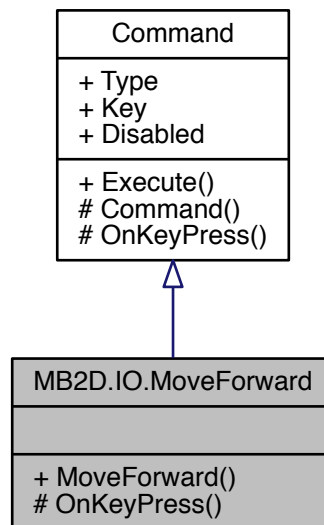 Command
+ Type
+ Key
+ Disabled
+ Execute()
# Command()
# OnKeyPress()
MB2D.IO.MoveForward
+ MoveForward()
# OnKeyPress()